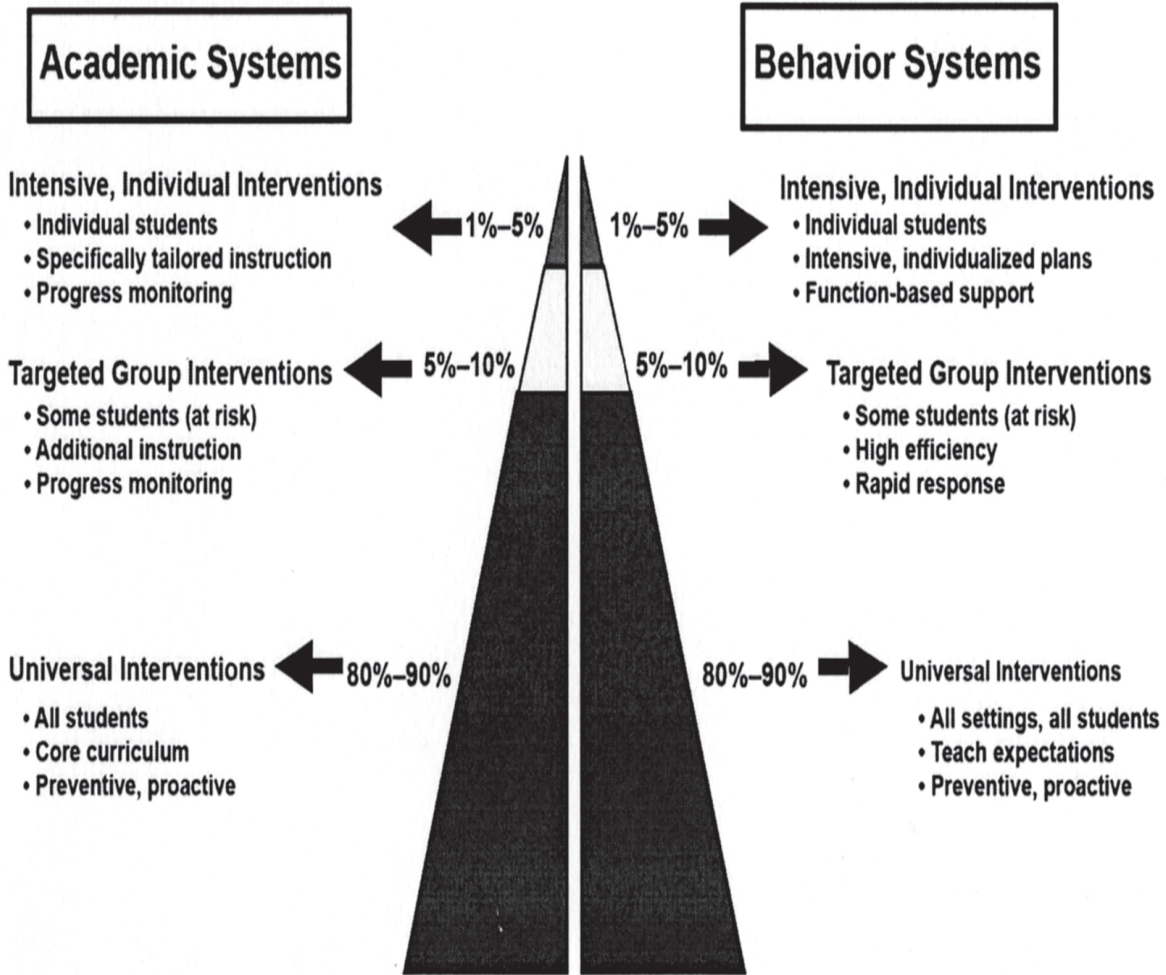 Academic Systems
Intensive, Individual Interventions
• Individual students
• Specifically tailored instruction
• Progress monitoring
1%–5%
Targeted Group Interventions
• Some students (at risk)
• Additional instruction
• Progress monitoring
5%–10%
Universal Interventions
• All students
• Core curriculum
• Preventive, proactive
80%–90%
Behavior Systems
1%–5%
Intensive, Individual Interventions
• Individual students
• Intensive, individualized plans
• Function-based support
5%–10%
Targeted Group Interventions
• Some students (at risk)
• High efficiency
• Rapid response
80%–90%
Universal Interventions
• All settings, all students
• Teach expectations
• Preventive, proactive